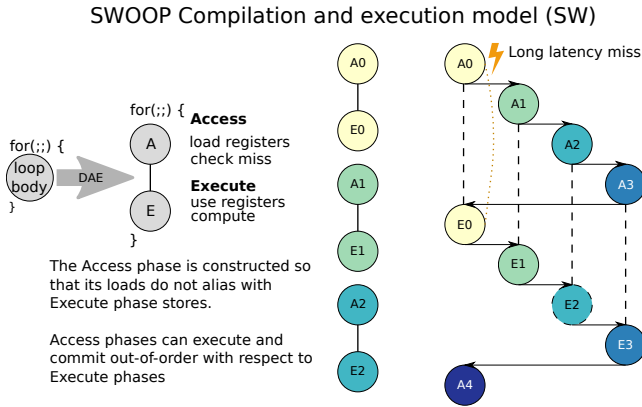 SWOOP Compilation and execution model (SW)
for(;;) {
loop
body
}
DAE
for(;;) {
A
E
}
Access
load registers
check miss
Execute
use registers
compute
The Access phase is constructed so
that its loads do not alias with
Execute phase stores.
Access phases can execute and
commit out-of-order with respect to
Execute phases
A0
E0
A1
E1
A2
E2
Long latency miss
A0
A1
A2
A3
E0
E1
E2
E3
A4